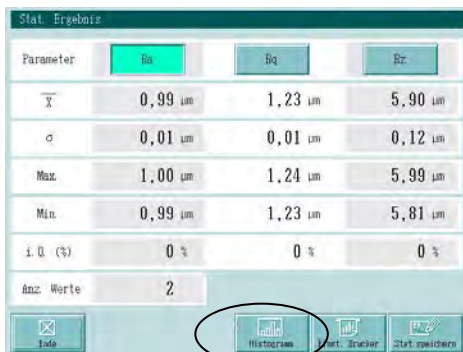 Stat. Ergebnis
Parameter Ra Rq Rz
X 0,99 µm 1,23 µm 5,90 µm
σ 0,01 µm 0,01 µm 0,12 µm
Max. 1,00 µm 1,24 µm 5,99 µm
Min. 0,99 µm 1,23 µm 5,81 µm
i.O. (%) 0 % 0 % 0 %
Anz. Werte 2
Ende Histogramm Drucker Stat speichern